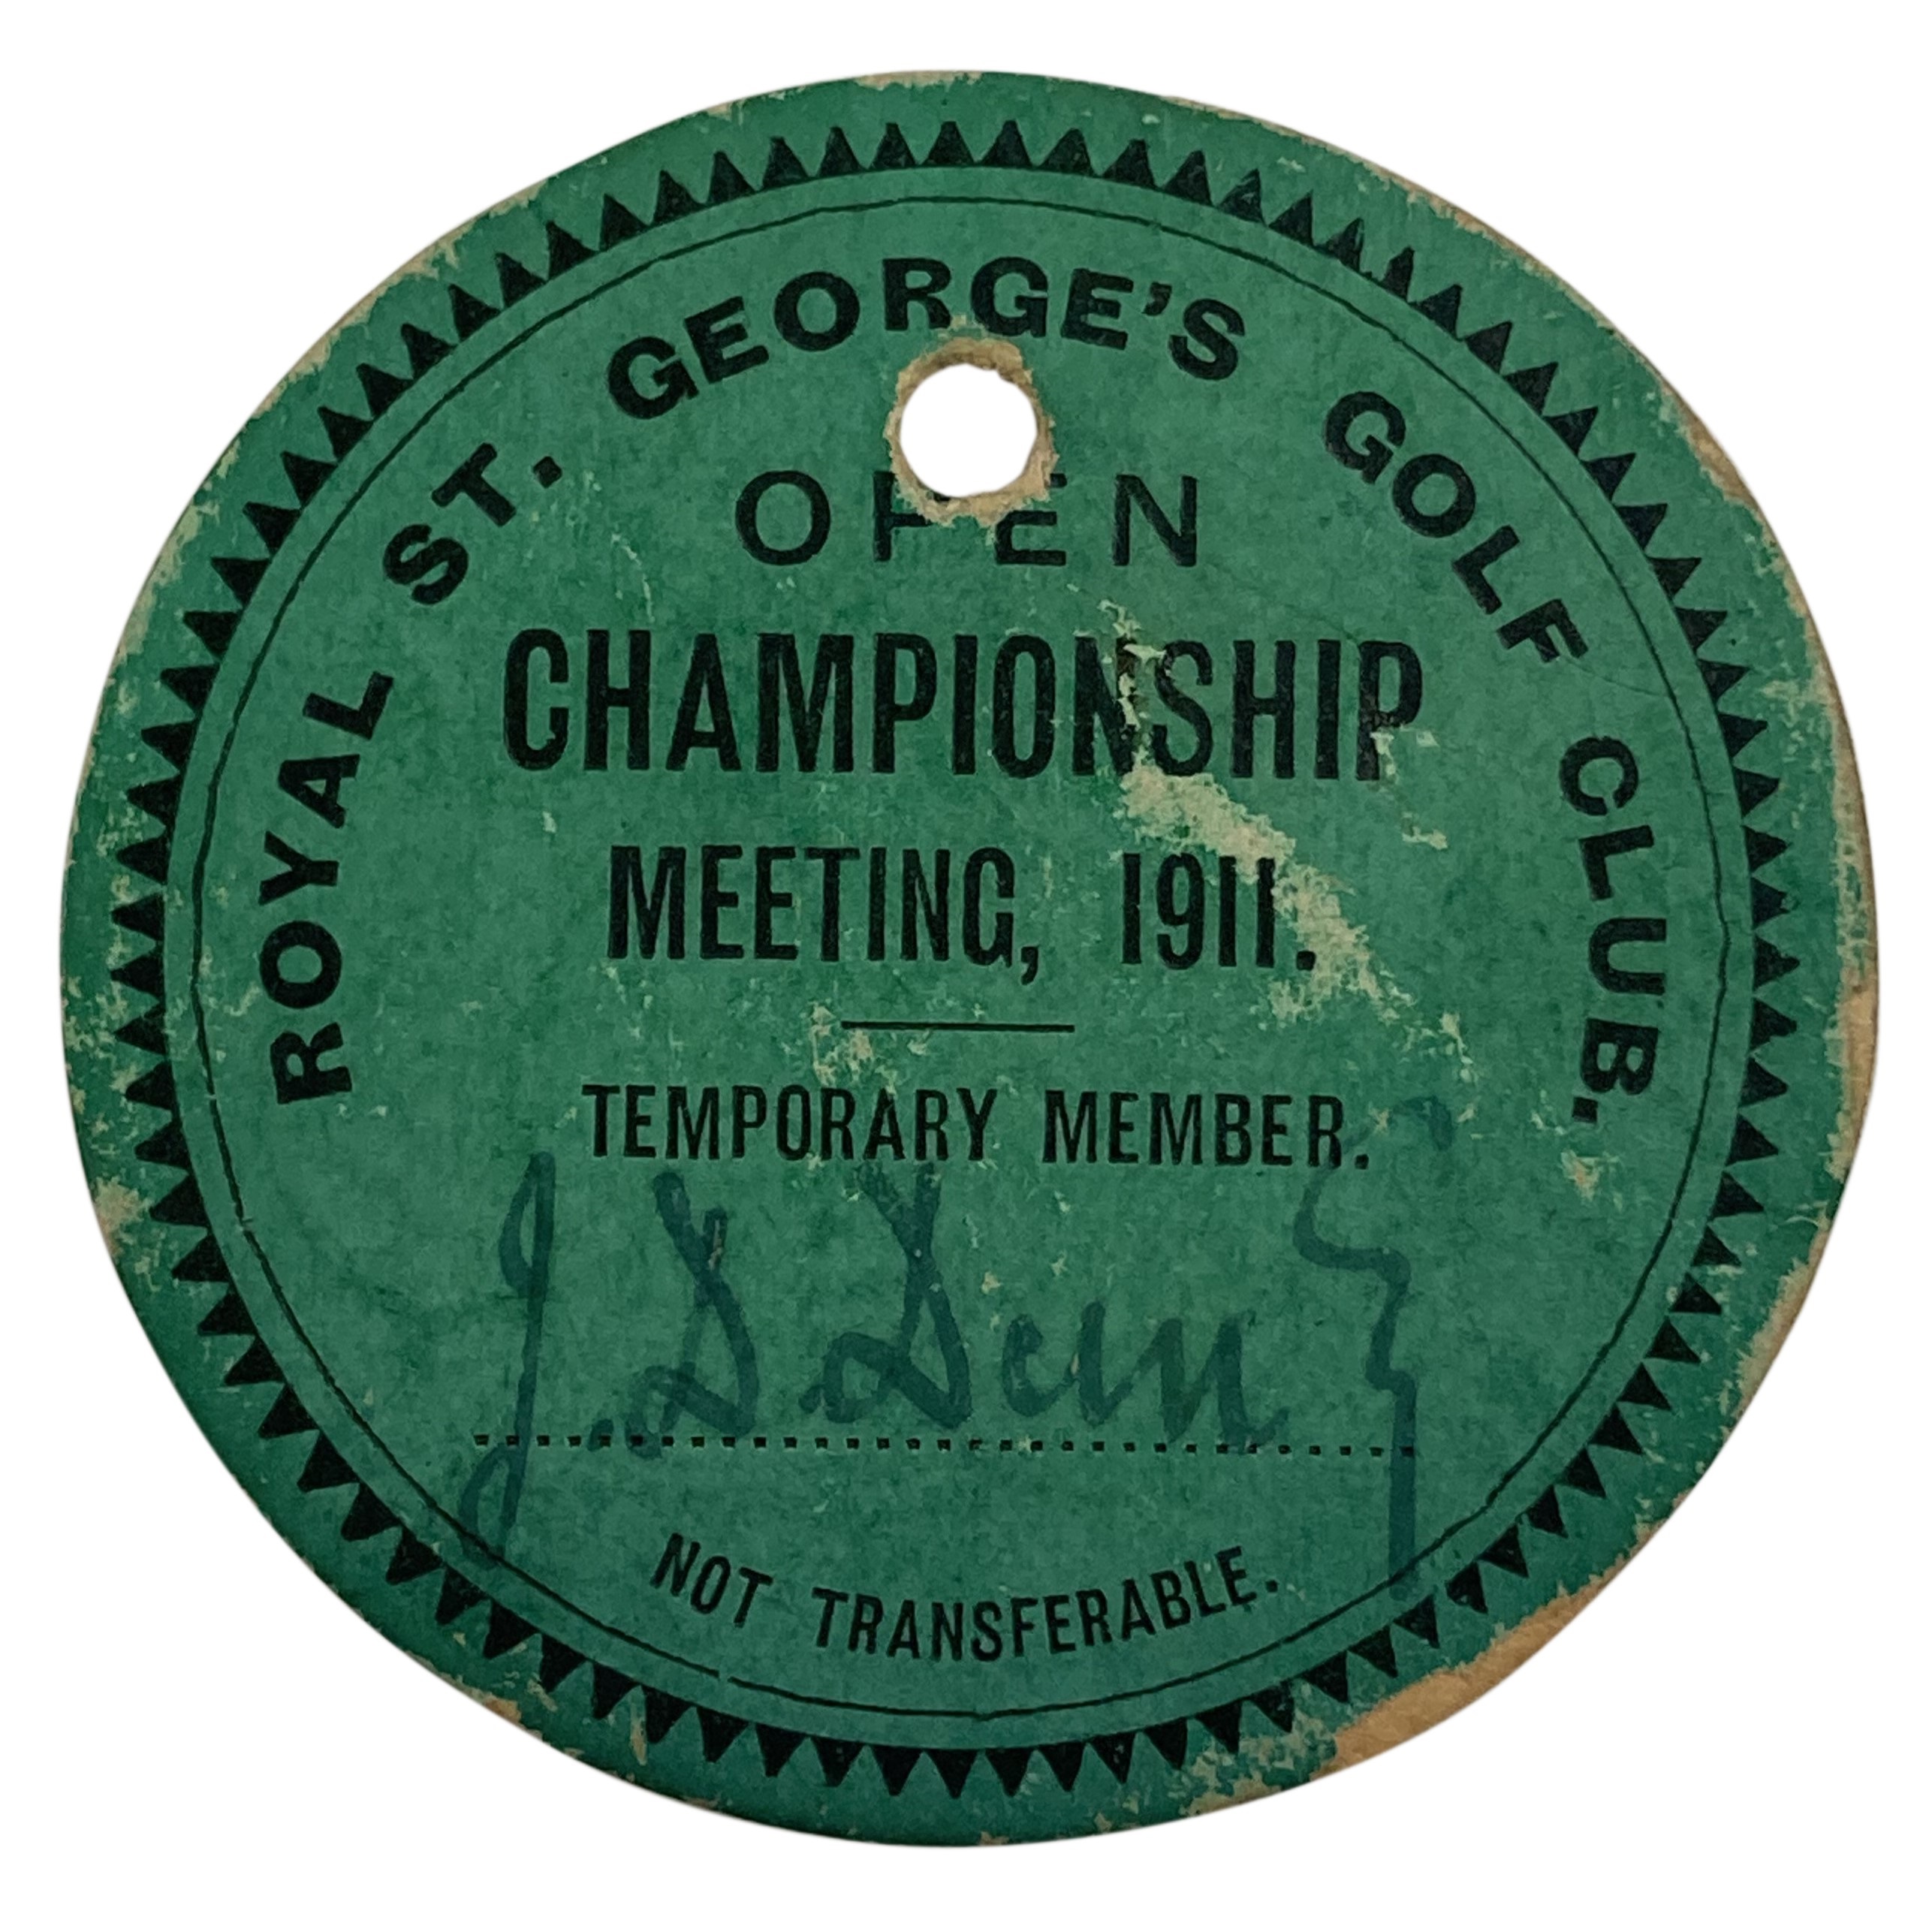 ROYAL ST. GEORGE'S GOLF CLUB.
OPEN
CHAMPIONSHIP
MEETING, 1911.
TEMPORARY MEMBER.
NOT TRANSFERABLE.